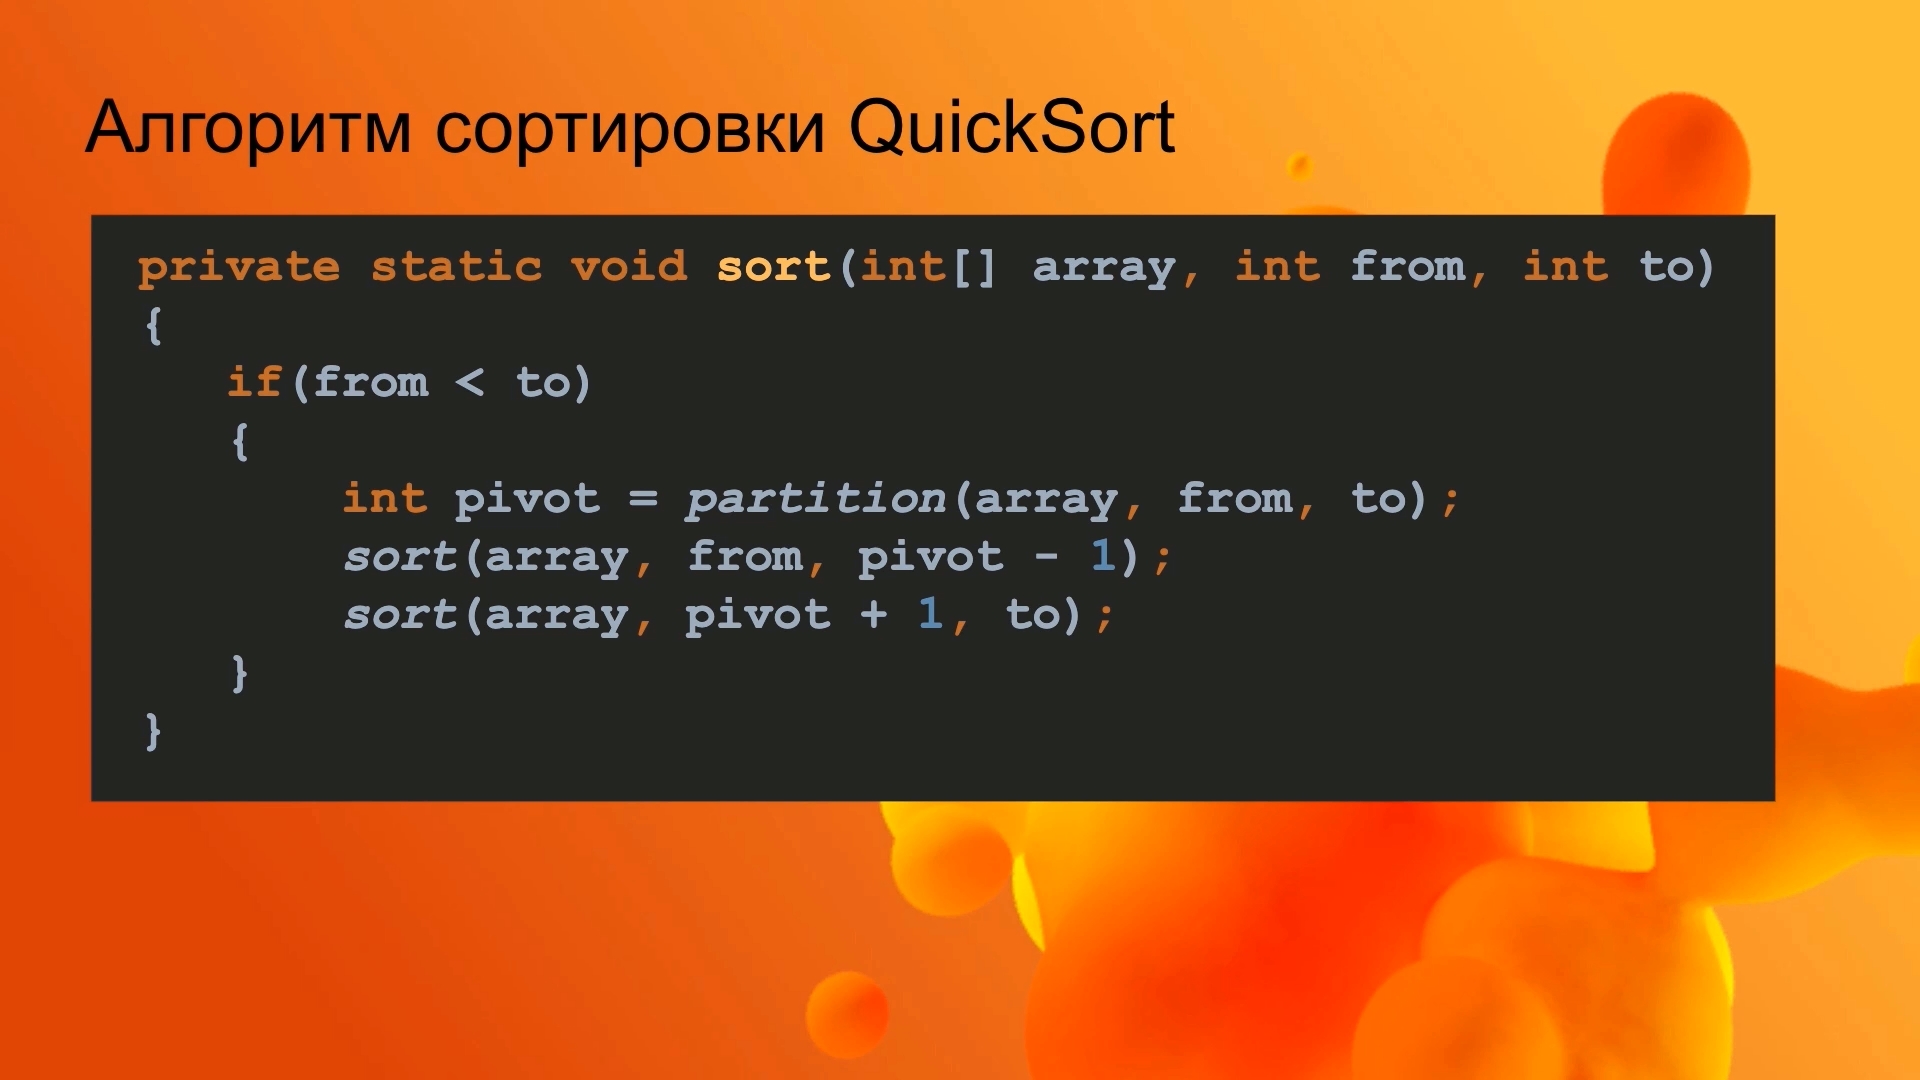 Алгоритм сортировки QuickSort
private static void sort(int[] array, int from, int to)
{
if(from < to)
{
int pivot = partition(array, from, to);
sort(array, from, pivot - 1);
sort(array, pivot + 1, to);
}
}